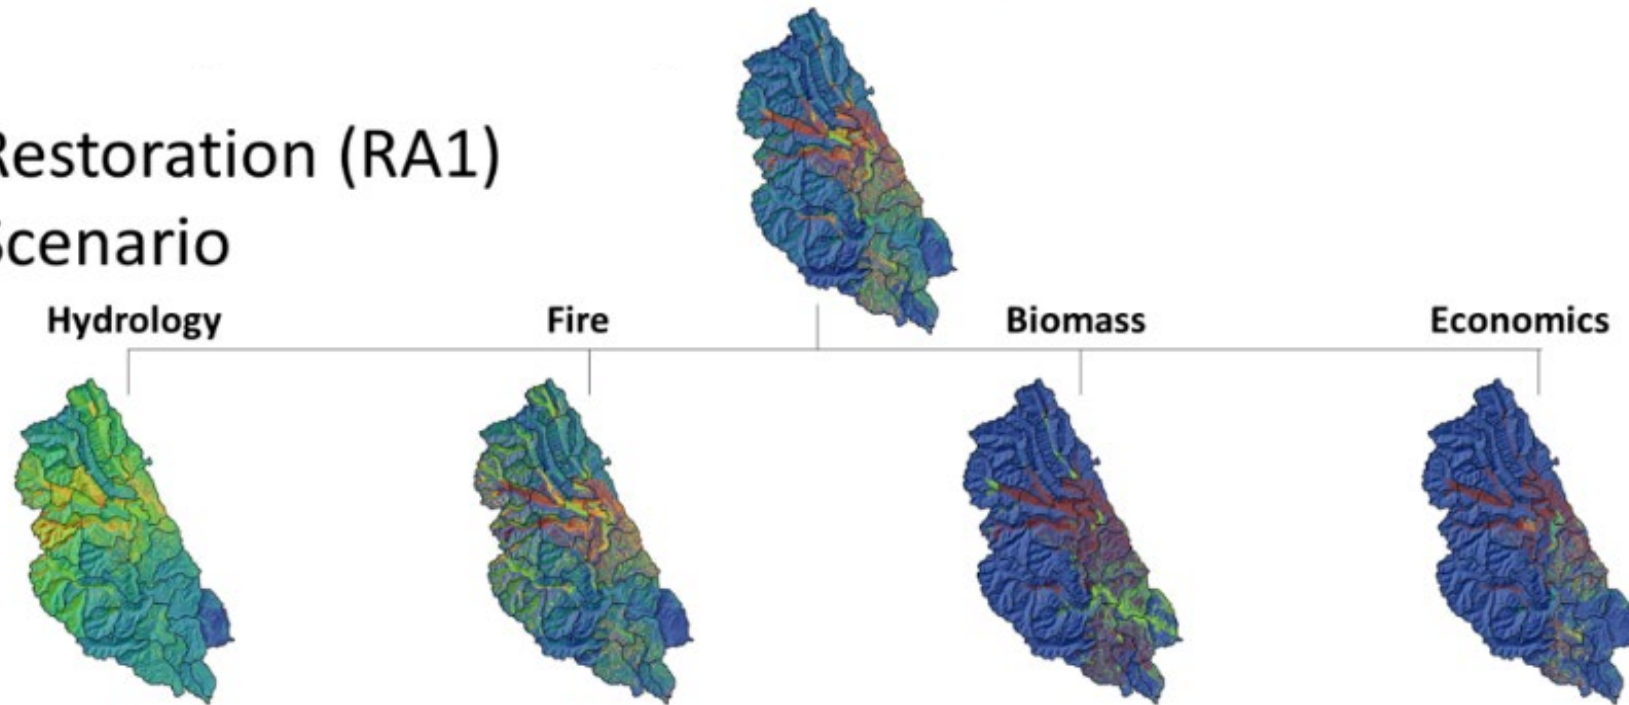 Restoration (RA1)
Scenario
Hydrology
Fire
Biomass
Economics